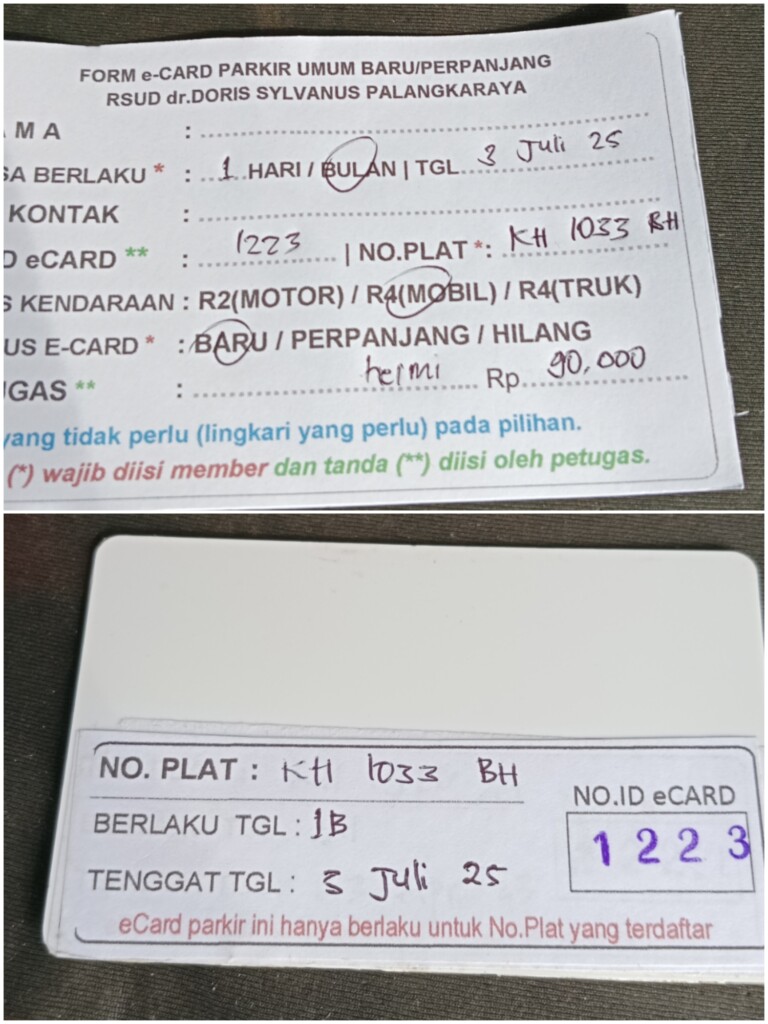 FORM e-CARD PARKIR UMUM BARU/PERPANJANG
RSUD dr.DORIS SYLVANUS PALANGKARAYA
MA :
SA BERLAKU * : 1 HARI / BULAN | TGL. 3 Juli 25
KONTAK :
D eCARD ** : 1223 | NO.PLAT *: KH 1033 BH
S KENDARAAN : R2(MOTOR) / R4(MOBIL) / R4(TRUK)
US E-CARD * : BARU / PERPANJANG / HILANG
GAS ** : helmi Rp. 90.000
yang tidak perlu (lingkari yang perlu) pada pilihan.
(*) wajib diisi member dan tanda (**) diisi oleh petugas.
NO. PLAT : KH 1033 BH
NO.ID eCARD
BERLAKU TGL : 1B
1223
TENGGAT TGL : 3 Juli 25
eCard parkir ini hanya berlaku untuk No.Plat yang terdaftar